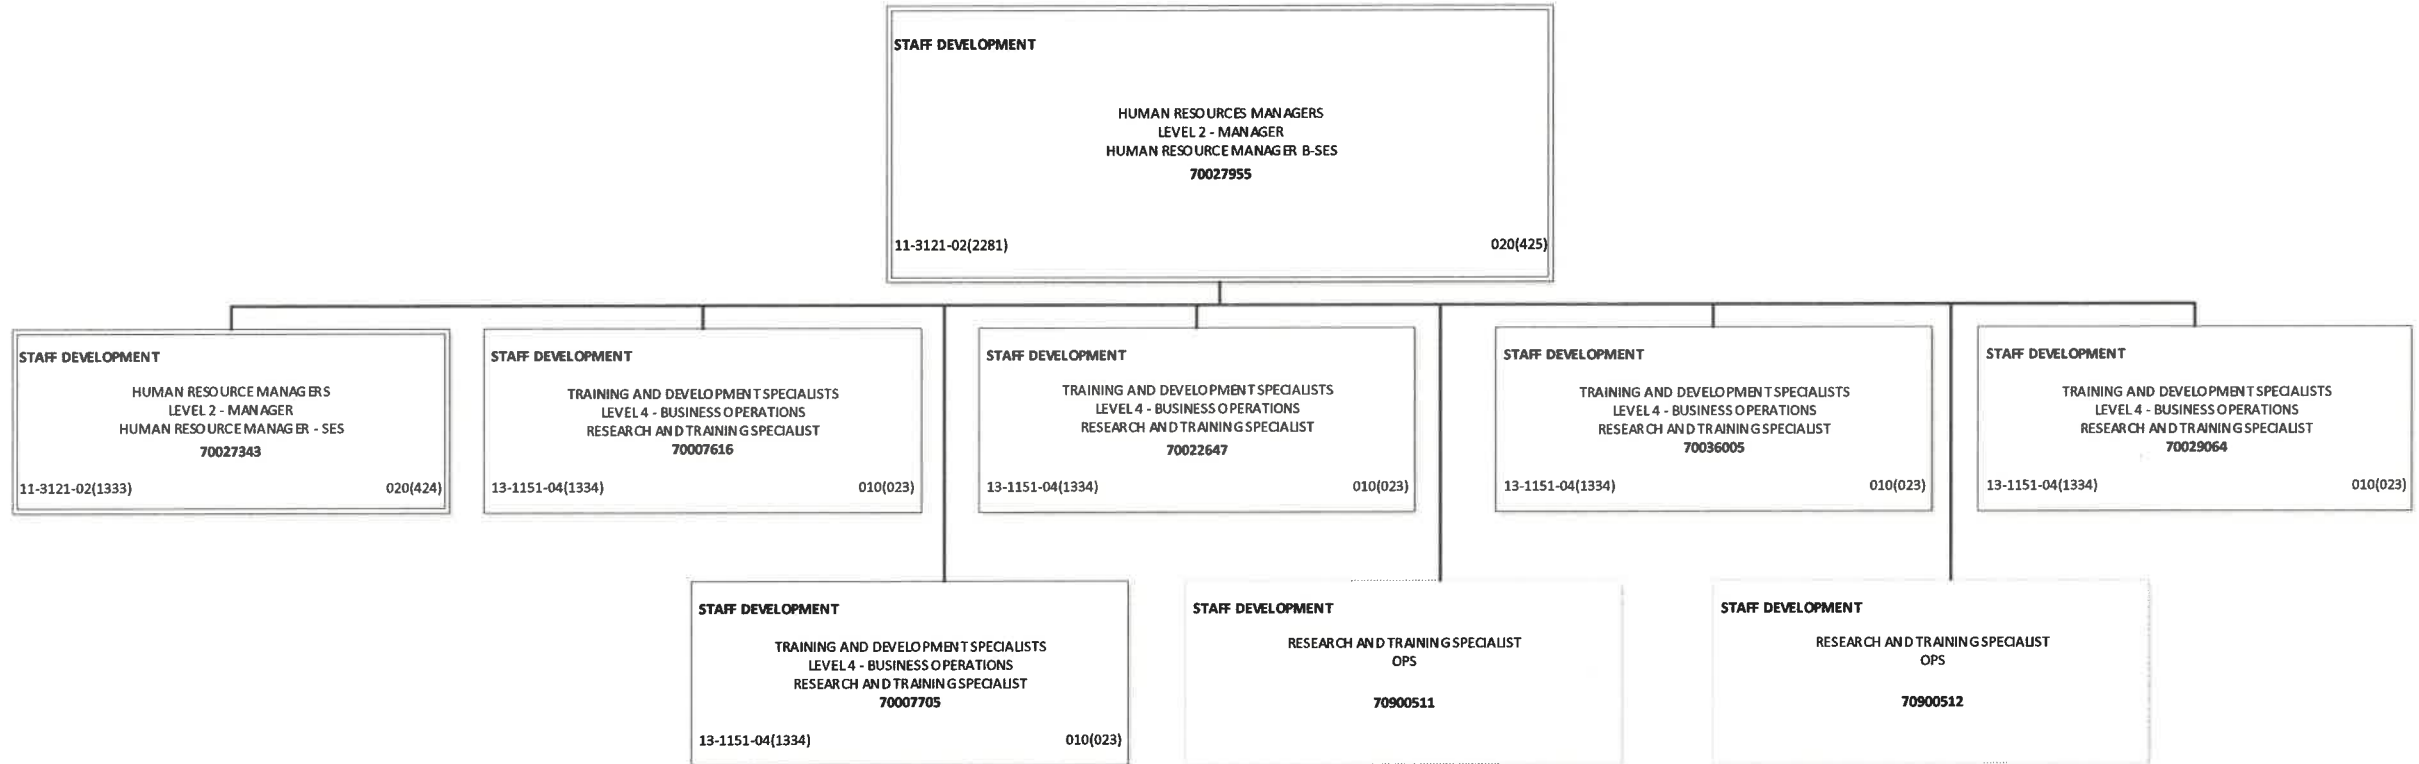 STAFF DEVELOPMENT
HUMAN RESOURCES MANAGERS
LEVEL 2 - MANAGER
HUMAN RESOURCE MANAGER B-SES
70027955
11-3121-02(2281)
020(425)
STAFF DEVELOPMENT
HUMAN RESOURCE MANAGERS
LEVEL 2 - MANAGER
HUMAN RESOURCE MANAGER - SES
70027343
11-3121-02(1333)
020(424)
STAFF DEVELOPMENT
TRAINING AND DEVELOPMENT SPECIALISTS
LEVEL 4 - BUSINESS OPERATIONS
RESEARCH AND TRAINING SPECIALIST
70007616
13-1151-04(1334)
010(023)
STAFF DEVELOPMENT
TRAINING AND DEVELOPMENT SPECIALISTS
LEVEL 4 - BUSINESS OPERATIONS
RESEARCH AND TRAINING SPECIALIST
70022647
13-1151-04(1334)
010(023)
STAFF DEVELOPMENT
TRAINING AND DEVELOPMENT SPECIALISTS
LEVEL 4 - BUSINESS OPERATIONS
RESEARCH AND TRAINING SPECIALIST
70036005
13-1151-04(1334)
010(023)
STAFF DEVELOPMENT
TRAINING AND DEVELOPMENT SPECIALISTS
LEVEL 4 - BUSINESS OPERATIONS
RESEARCH AND TRAINING SPECIALIST
70029064
13-1151-04(1334)
010(023)
STAFF DEVELOPMENT
TRAINING AND DEVELOPMENT SPECIALISTS
LEVEL 4 - BUSINESS OPERATIONS
RESEARCH AND TRAINING SPECIALIST
70007705
13-1151-04(1334)
010(023)
STAFF DEVELOPMENT
RESEARCH AND TRAINING SPECIALIST
OPS
70900511
STAFF DEVELOPMENT
RESEARCH AND TRAINING SPECIALIST
OPS
70900512